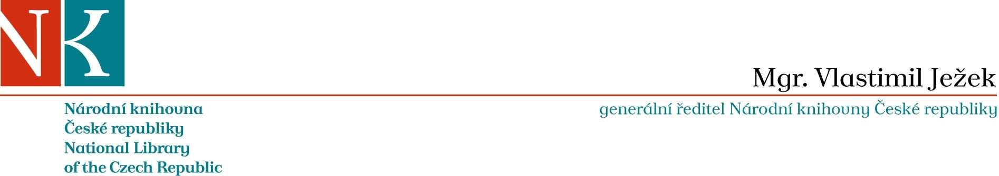 NK
Mgr. Vlastimil Ježek
generální ředitel Národní knihovny České republiky
Národní knihovna
České republiky
National Library
of the Czech Republic